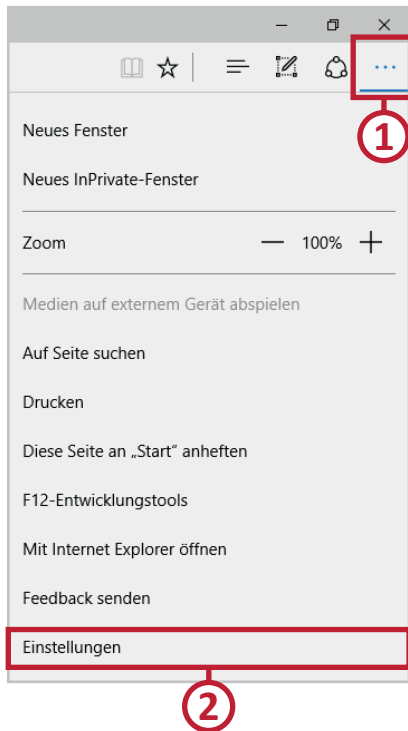 1
Neues Fenster
Neues InPrivate-Fenster
Zoom — 100% +
Medien auf externem Gerät abspielen
Auf Seite suchen
Drucken
Diese Seite an „Start“ anheften
F12-Entwicklungstools
Mit Internet Explorer öffnen
Feedback senden
Einstellungen
2